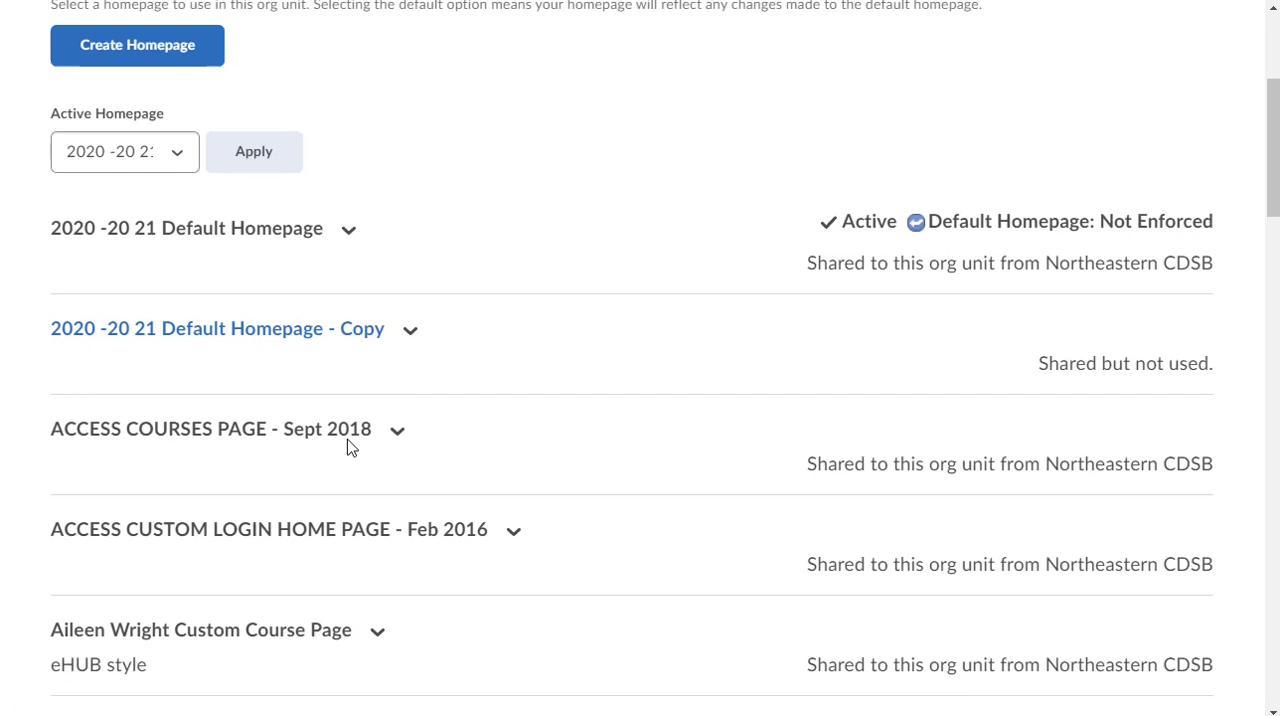 Select a homepage to use in this org unit. Selecting the default option means your homepage will reflect any changes made to the default homepage.
Create Homepage
Active Homepage
2020 -20 21
Apply
2020 -20 21 Default Homepage
Active Default Homepage: Not Enforced
Shared to this org unit from Northeastern CDSB
2020 -20 21 Default Homepage - Copy
Shared but not used.
ACCESS COURSES PAGE - Sept 2018
Shared to this org unit from Northeastern CDSB
ACCESS CUSTOM LOGIN HOME PAGE - Feb 2016
Shared to this org unit from Northeastern CDSB
Aileen Wright Custom Course Page
eHUB style
Shared to this org unit from Northeastern CDSB